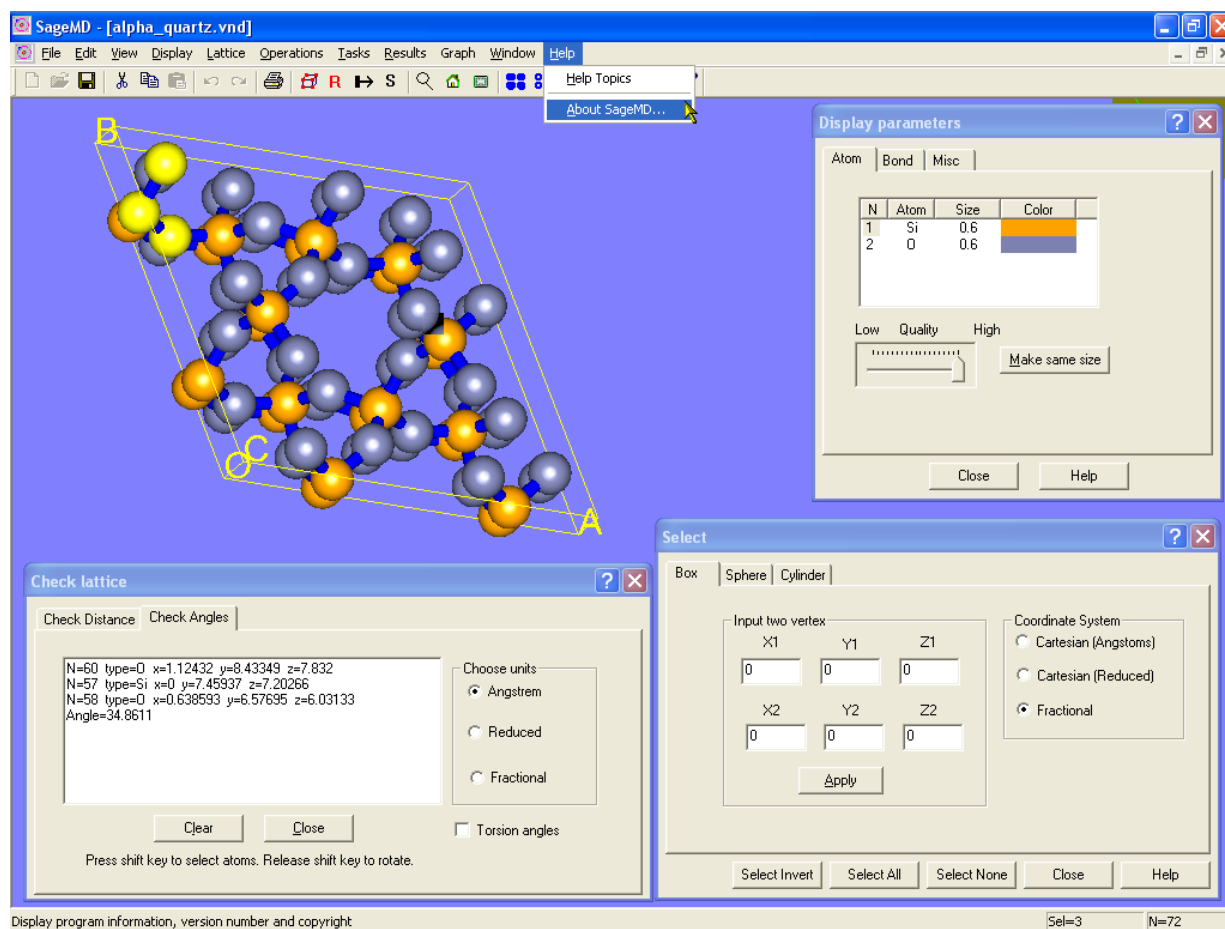 SageMD - [alpha_quartz.vnd]
File Edit View Display Lattice Operations Tasks Results Graph Window Help
R S
Help Topics
About SageMD...
B
C
O
A
Display parameters
Atom Bond Misc
N Atom Size Color
1 Si 0.6
2 O 0.6
Low Quality High
Make same size
Close Help
Check lattice
Check Distance Check Angles
N=60 type=O x=1.12432 y=8.43349 z=7.832
N=57 type=Si x=0 y=7.45937 z=7.20266
N=58 type=O x=0.638593 y=6.57695 z=6.03133
Angle=34.8611
Choose units
Angstrem
Reduced
Fractional
Clear Close
Torsion angles
Press shift key to select atoms. Release shift key to rotate.
Select
Box Sphere Cylinder
Input two vertex
X1 Y1 Z1
0 0 0
X2 Y2 Z2
0 0 0
Apply
Coordinate System
Cartesian (Angstoms)
Cartesian (Reduced)
Fractional
Select Invert Select All Select None Close Help
Display program information, version number and copyright Sel=3 N=72